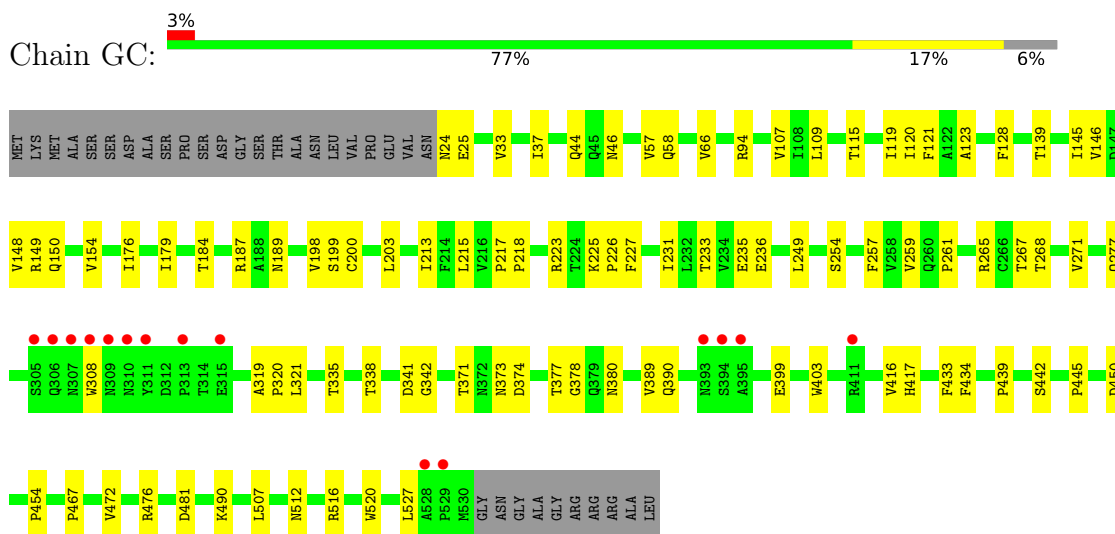 3%
Chain GC:
77% 17% 6%
MET LYS MET ALA SER SER ASP ALA SER PRO SER ASP GLY SER THR ALA ASN LEU VAL PRO GLU VAL ASN N24 E25 V33 I37 Q44 Q45 N46 V57 Q58 V66 R94 V107 I108 L109 T115 I119 I120 F121 A122 A123 F128 T139 I145 V146
V148 R149 Q150 V154 I176 I179 T184 R187 A188 N189 V198 S199 C200 L203 I213 F214 L215 V216 P217 P218 R223 T224 K225 P226 F227 I231 L232 T233 V234 E235 E236 L249 S254 F257 V258 V259 Q260 P261 R265 C266 T267 T268 V271
S305 Q306 N307 W308 N309 N310 Y311 D312 P313 T314 E315 A319 P320 L321 T335 T338 D341 G342 T371 N372 N373 D374 T377 G378 Q379 N380 V389 Q390 N393 S394 A395 E399 W403 R411 V416 H417 F433 F434 P439 S442 P445
P454 P467 V472 R476 D481 K490 L507 N512 R516 W520 L527 A528 P529 M530 GLY ASN GLY ALA GLY ARG ARG ARG ALA LEU